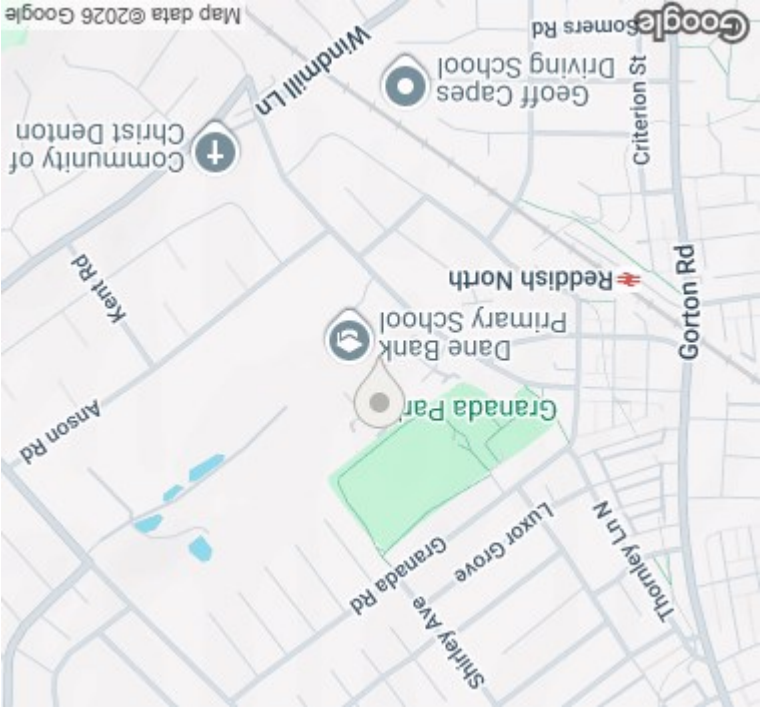 Shirley Ave
Granada Rd
Luxor Grove
Thornley Ln N
Anson Rd
Granada Par
Dane Bank
Primary School
Gorton Rd
Kent Rd
Reddish North
Community of
Christ Denton
Geoff Capes
Driving School
Criterion St
Windmill Ln
Somers Rd
Google
Map data ©2026 Google